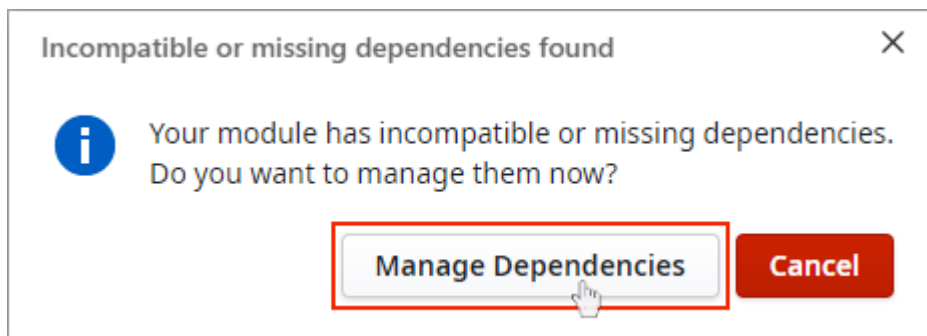 Incompatible or missing dependencies found
Your module has incompatible or missing dependencies.
Do you want to manage them now?
Manage Dependencies
Cancel